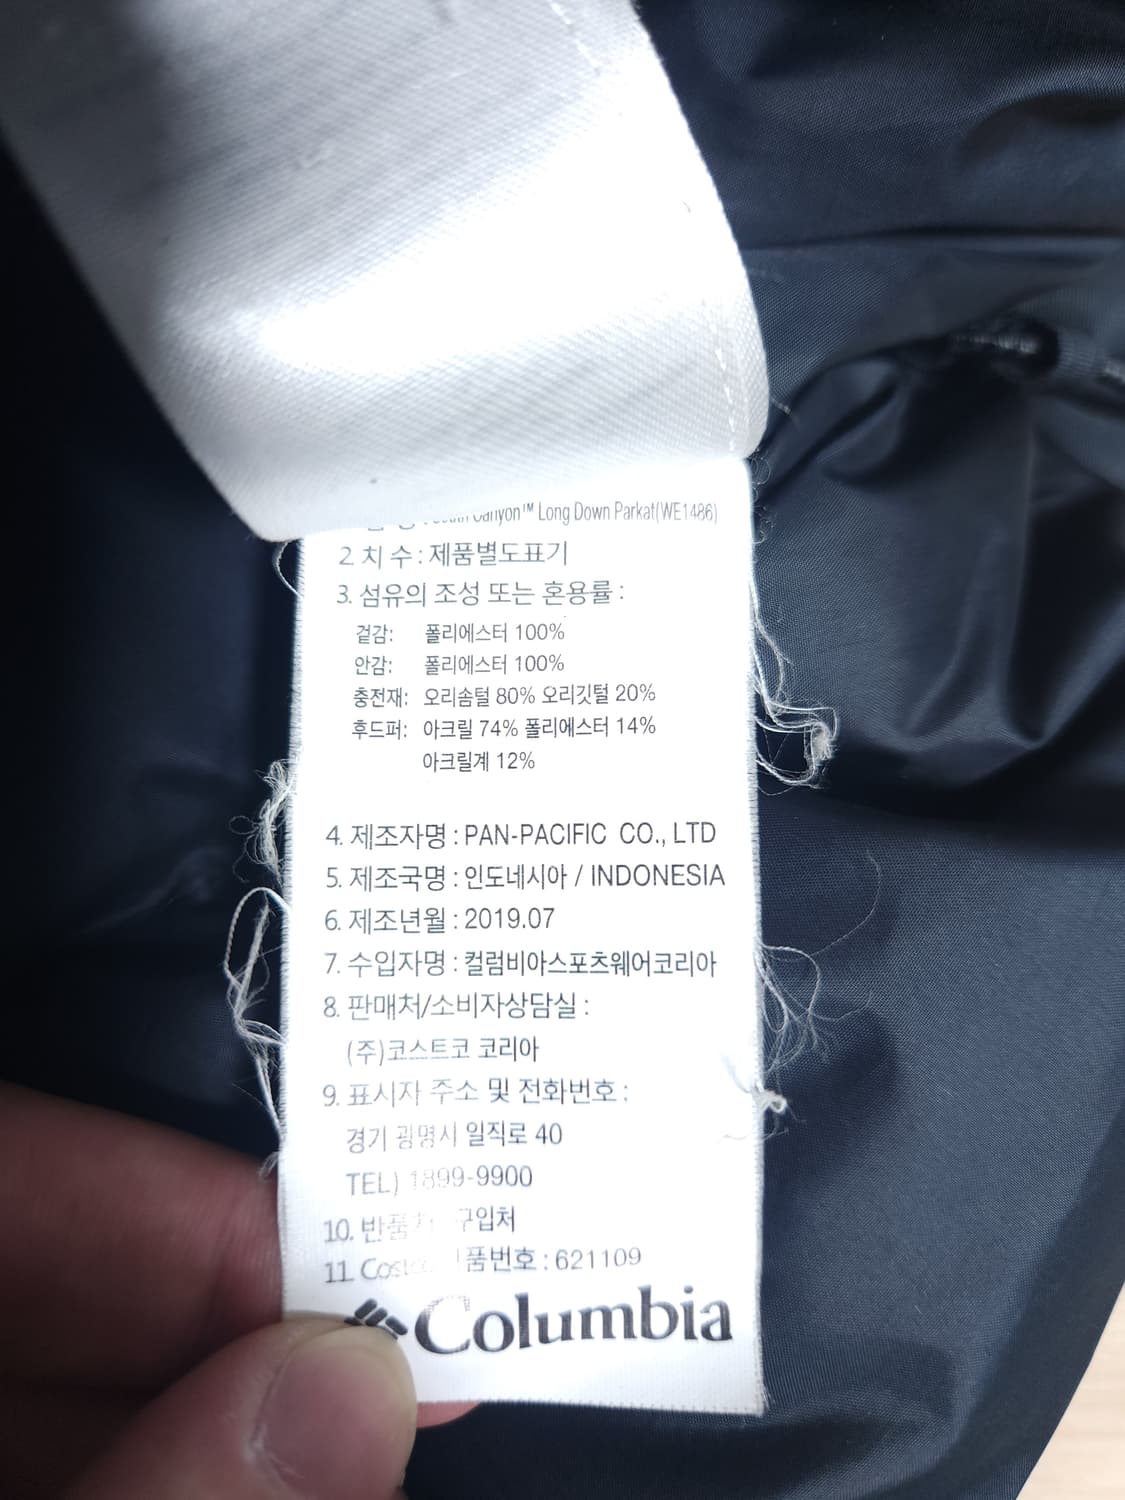 Canyon™ Long Down Parkat(WE1486)
2. 치 수 : 제품별도표기
3. 섬유의 조성 또는 혼용률 :
겉감: 폴리에스터 100%
안감: 폴리에스터 100%
충전재: 오리솜털 80% 오리깃털 20%
후드퍼: 아크릴 74% 폴리에스터 14%
아크릴계 12%
4. 제조자명 : PAN-PACIFIC CO., LTD
5. 제조국명 : 인도네시아 / INDONESIA
6. 제조년월 : 2019.07
7. 수입자명 : 컬럼비아스포츠웨어코리아
8. 판매처/소비자상담실 :
(주)코스트코 코리아
9. 표시자 주소 및 전화번호 :
경기 광명시 일직로 40
TEL) 1899-9900
10. 반품 구입처
11. Costco 품번호 : 621109
Columbia